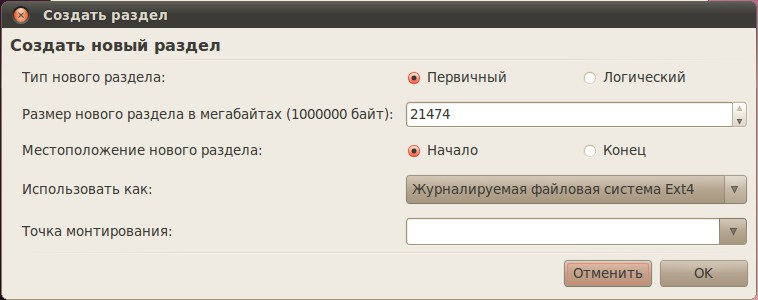 Создать раздел
Создать новый раздел
Тип нового раздела: Первичный Логический
Размер нового раздела в мегабайтах (1000000 байт): 21474
Местоположение нового раздела: Начало Конец
Использовать как: Журналируемая файловая система Ext4
Точка монтирования:
Отменить OK